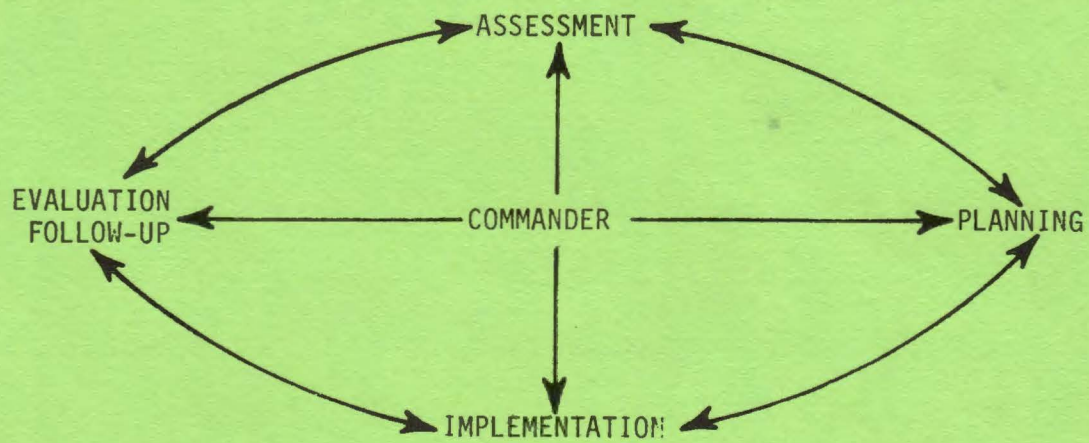 ASSESSMENT
EVALUATION
FOLLOW-UP
COMMANDER
PLANNING
IMPLEMENTATION